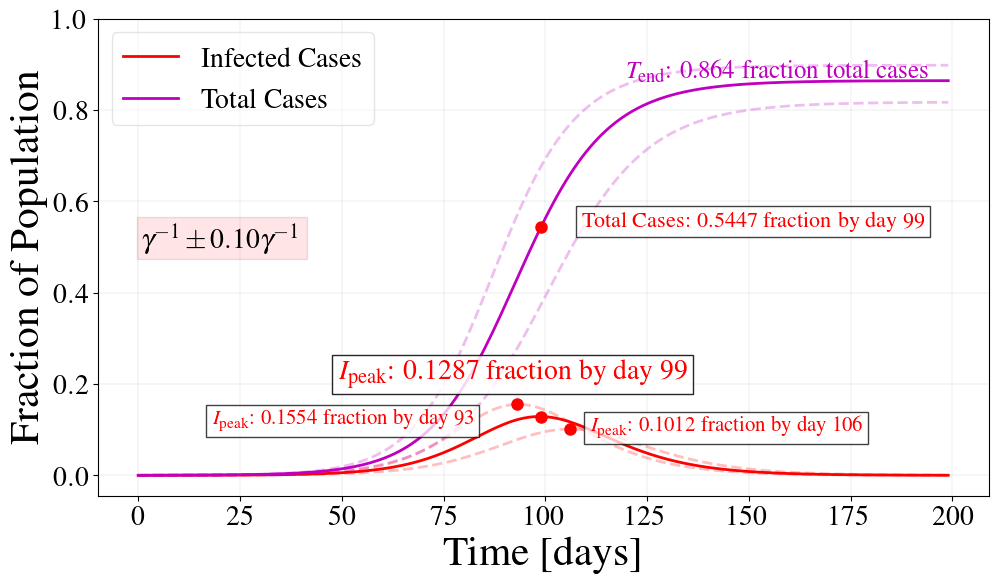 Fraction of Population
1.0
0.8
0.6
0.4
0.2
0.0
Infected Cases
Total Cases
T_end: 0.864 fraction total cases
Total Cases: 0.5447 fraction by day 99
γ⁻¹ ± 0.10γ⁻¹
I_peak: 0.1287 fraction by day 99
I_peak: 0.1554 fraction by day 93
I_peak: 0.1012 fraction by day 106
0 25 50 75 100 125 150 175 200
Time [days]